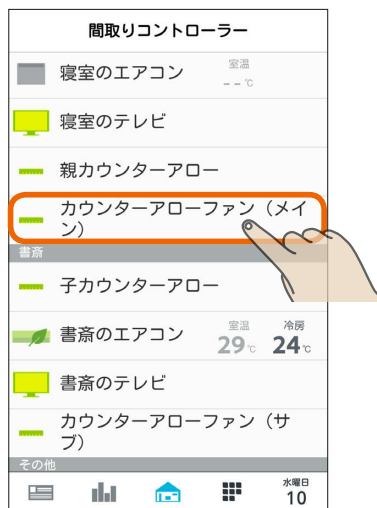 間取りコントローラー
寝室のエアコン
室温
--℃
寝室のテレビ
親カウンターアロー
カウンターアローファン（メイ
ン）
書斎
子カウンターアロー
書斎のエアコン
室温 冷房
29℃ 24℃
書斎のテレビ
カウンターアローファン（サ
ブ）
その他
水曜日
10